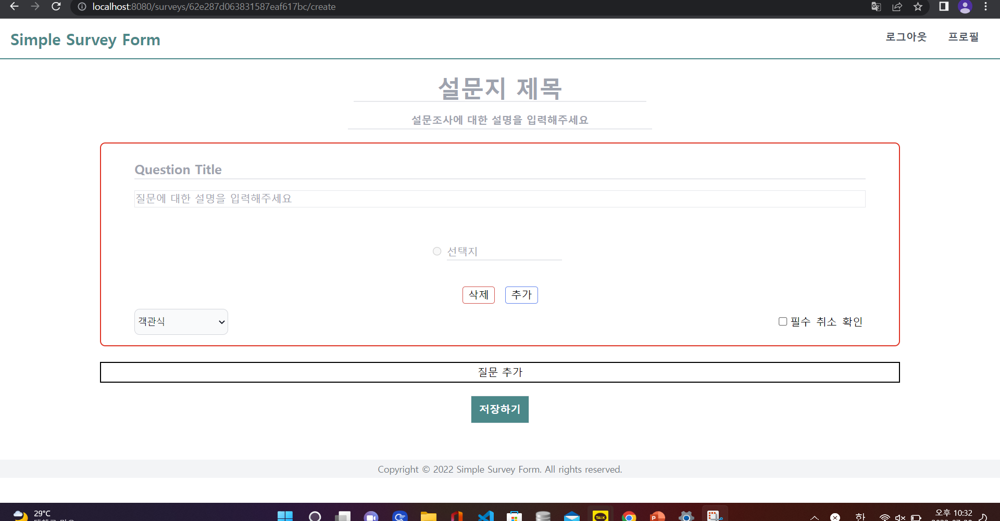 localhost:8080/surveys/62e287d063831587eaf617bc/create
Simple Survey Form
로그아웃 프로필
설문지 제목
설문조사에 대한 설명을 입력해주세요
Question Title
질문에 대한 설명을 입력해주세요
선택지
삭제 추가
객관식
필수 취소 확인
질문 추가
저장하기
Copyright © 2022 Simple Survey Form. All rights reserved.
29°C
TALK
한
오후 10:32